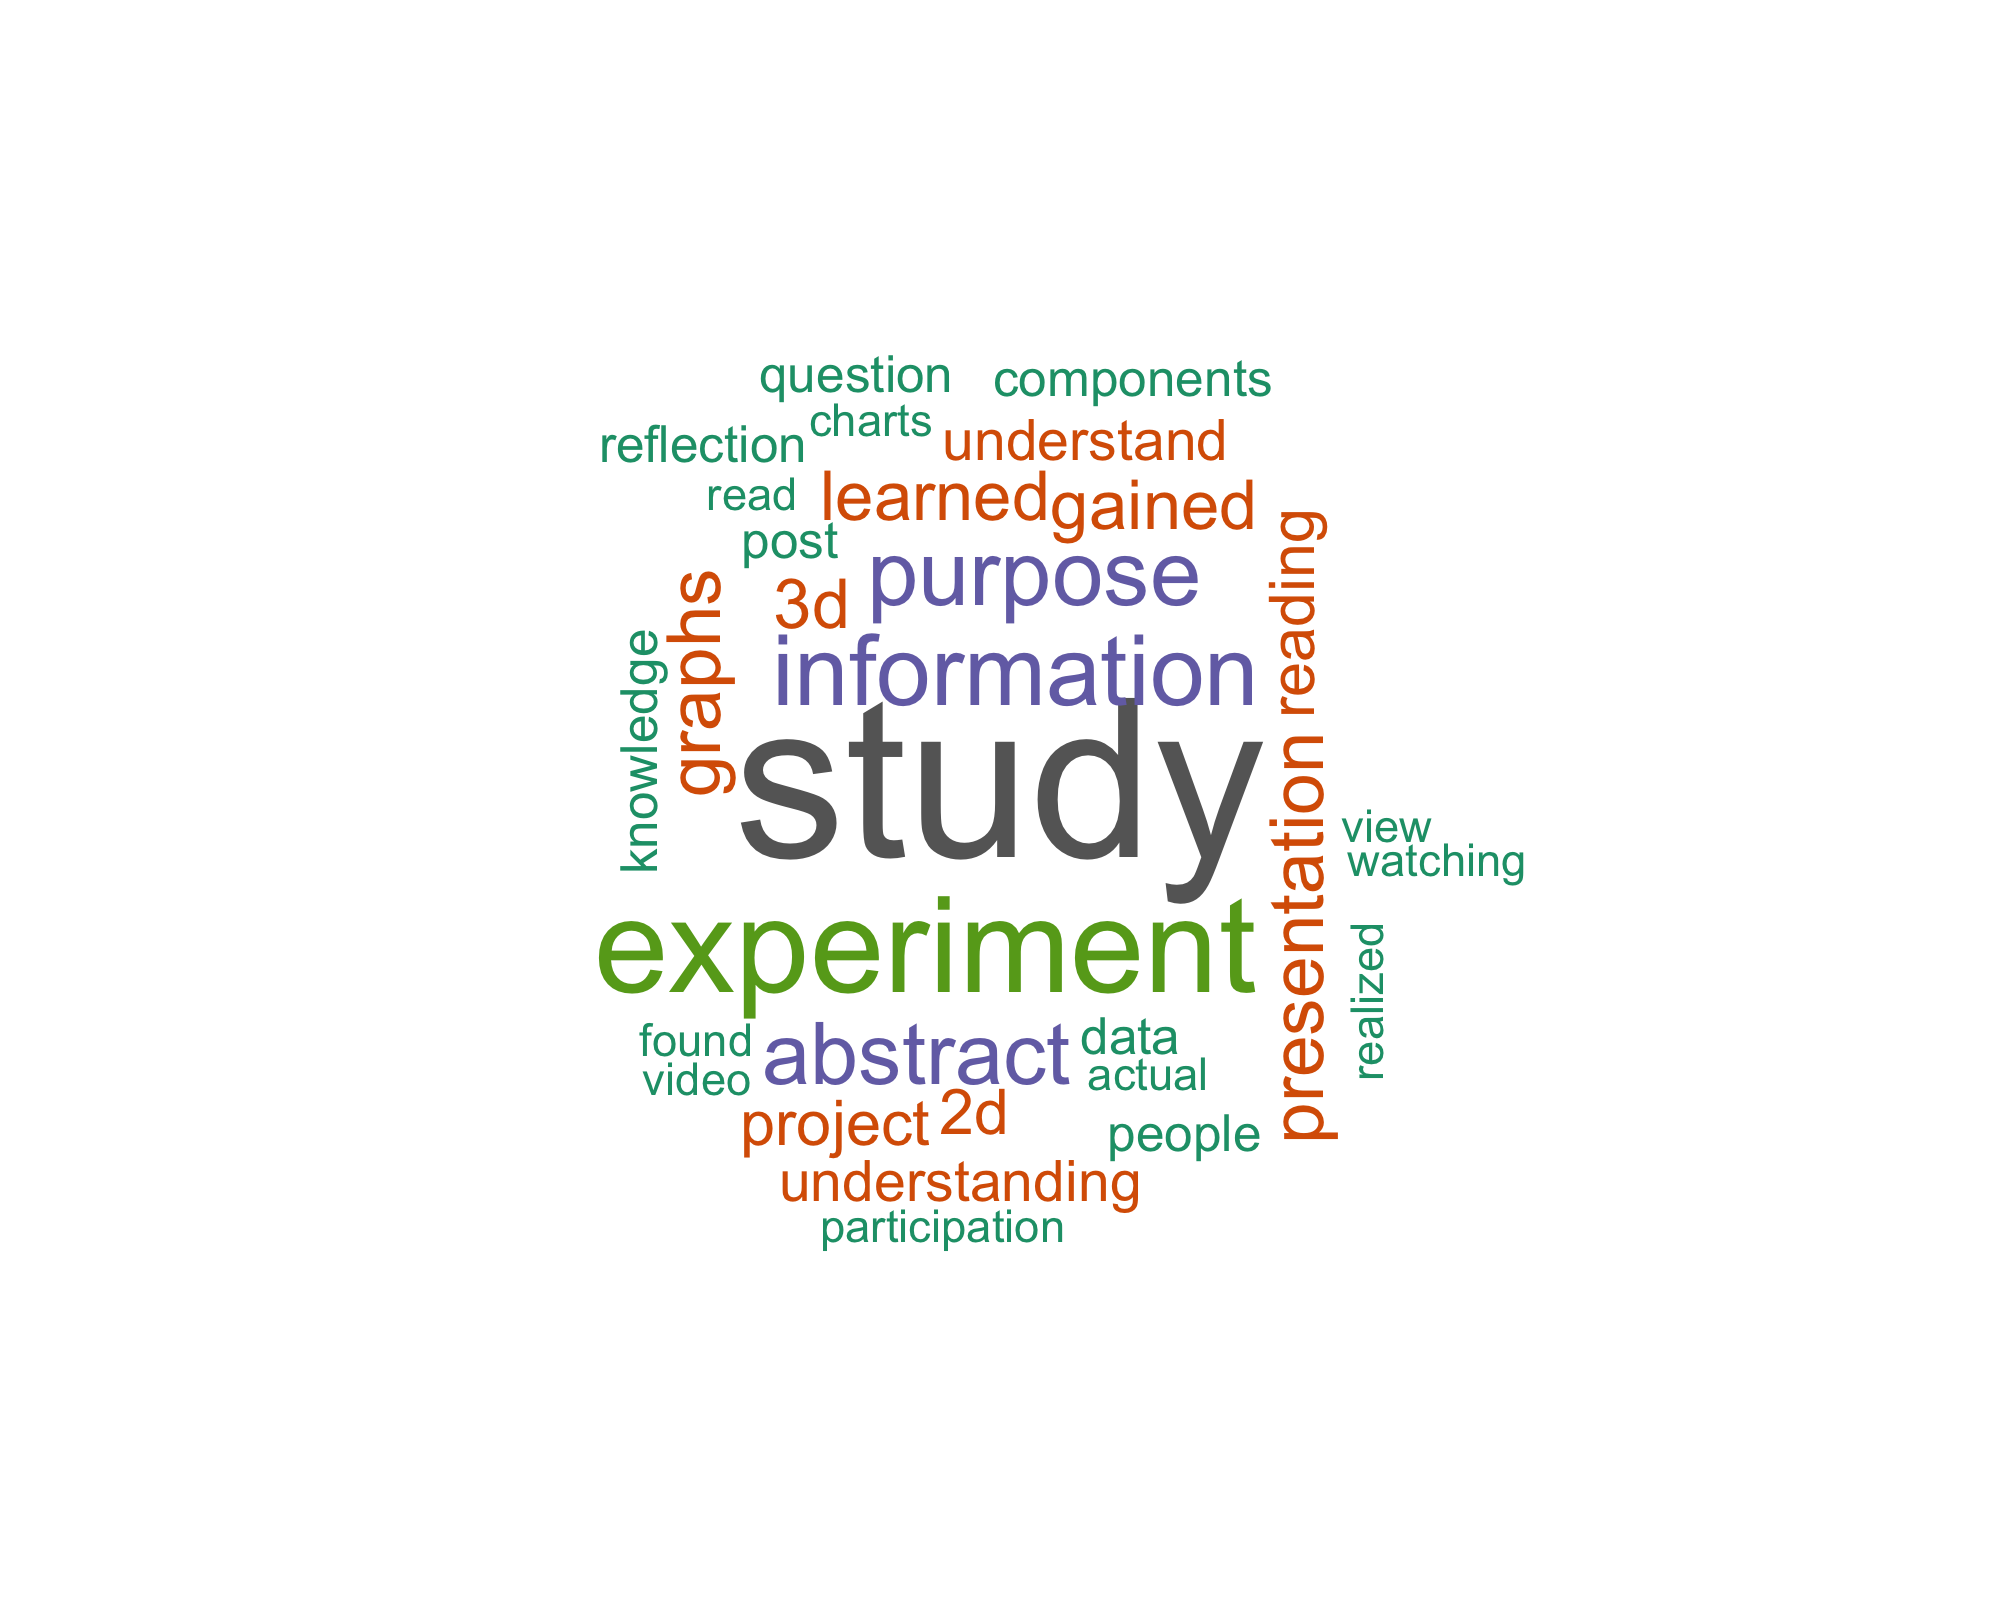 question
components
charts
understand
reflection
read
learned
gained
post
purpose
3d
reading
graphs
information
knowledge
study
presentation
view
watching
experiment
realized
found
abstract
data
video
actual
project
2d
people
understanding
participation